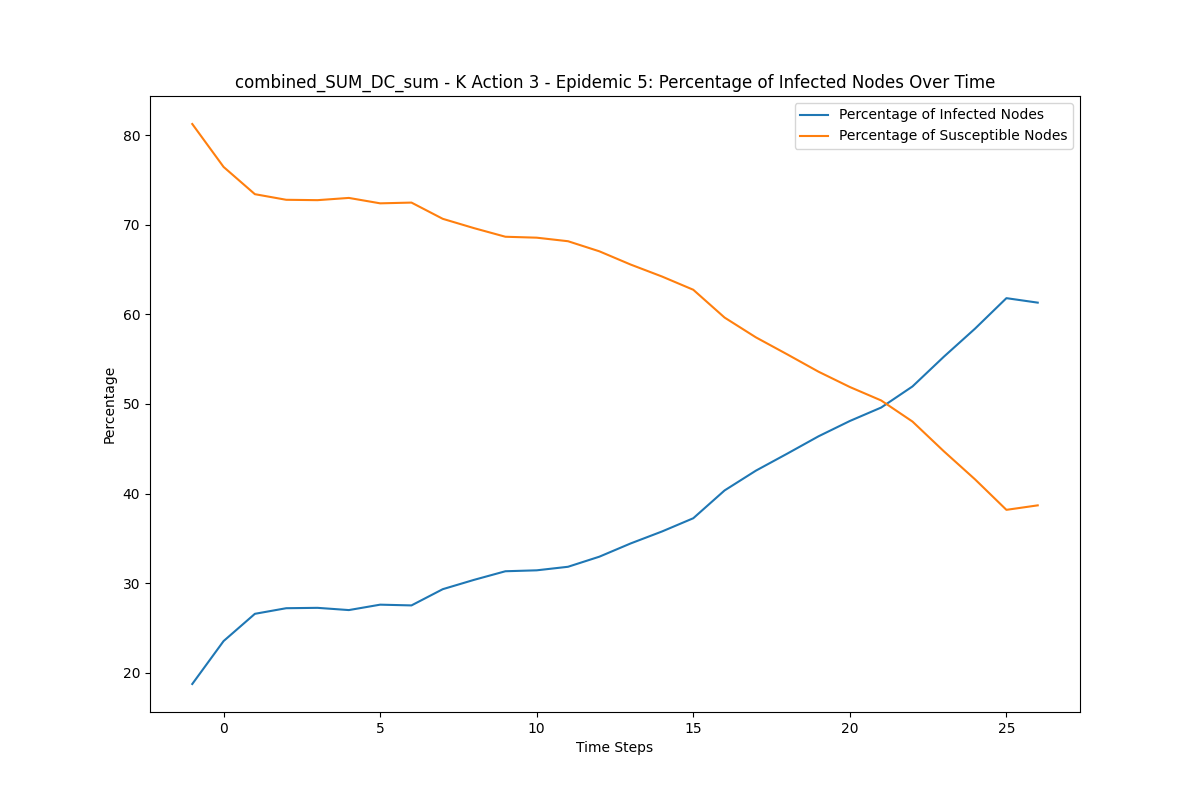 combined_SUM_DC_sum - K Action 3 - Epidemic 5: Percentage of Infected Nodes Over Time
Percentage of Infected Nodes
Percentage of Susceptible Nodes
80
70
60
50
40
30
20
Percentage
0 5 10 15 20 25
Time Steps